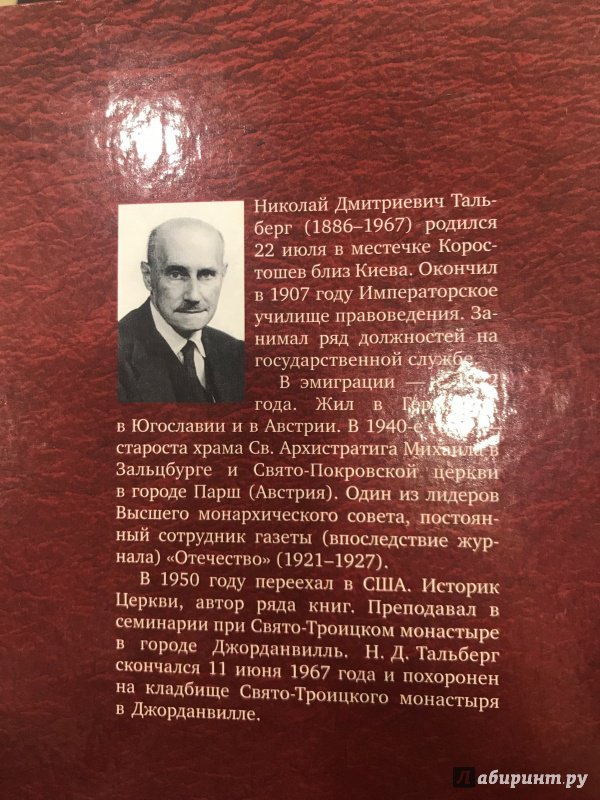 Николай Дмитриевич Таль-
берг (1886–1967) родился
22 июля в местечке Корос-
тошев близ Киева. Окончил
в 1907 году Императорское
училище правоведения. За-
нимал ряд должностей на
государственной службе.
В эмиграции —
года. Жил в
в Югославии и в Австрии. В 1940-е
староста храма Св. Архистратига Михаила в
Зальцбурге и Свято-Покровской церкви
в городе Парш (Австрия). Один из лидеров
Высшего монархического совета, постоян-
ный сотрудник газеты (впоследствие жур-
нала) «Отечество» (1921–1927).
В 1950 году переехал в США. Историк
Церкви, автор ряда книг. Преподавал в
семинарии при Свято-Троицком монастыре
в городе Джорданвилль. Н. Д. Тальберг
скончался 11 июня 1967 года и похоронен
на кладбище Свято-Троицкого монастыря
в Джорданвилле.
Лабиринт.ру